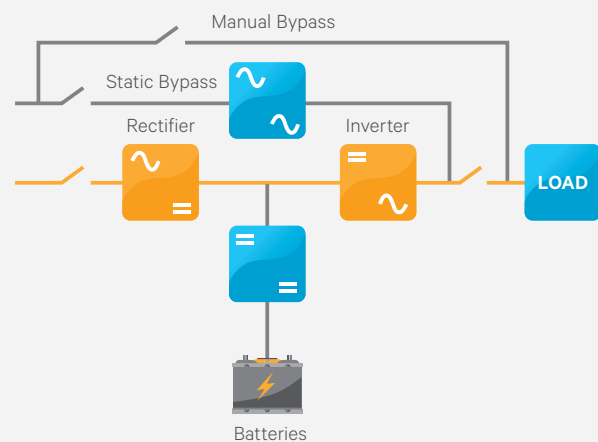 Manual Bypass
Static Bypass
Rectifier
Inverter
LOAD
Batteries